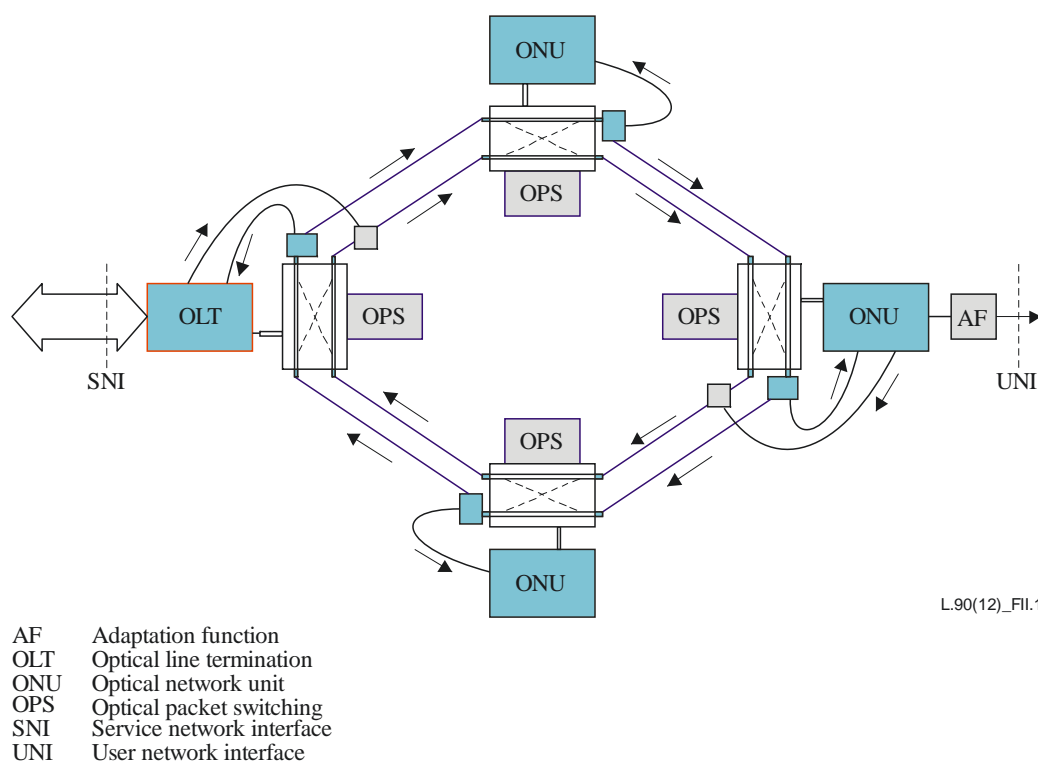 ONU
OPS
OLT
OPS
OPS
ONU
AF
SNI
UNI
OPS
ONU
L.90(12)_FII.1
AF Adaptation function
OLT Optical line termination
ONU Optical network unit
OPS Optical packet switching
SNI Service network interface
UNI User network interface